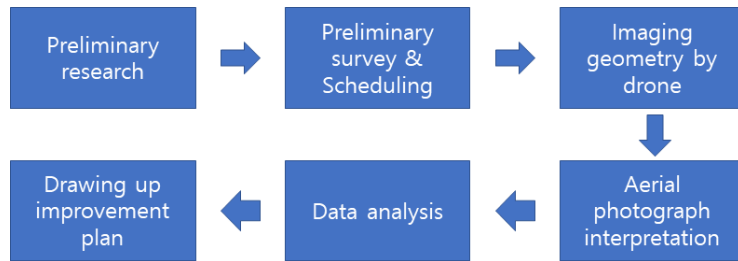 Preliminary
research
Preliminary
survey &
Scheduling
Imaging
geometry by
drone
Aerial
photograph
interpretation
Data analysis
Drawing up
improvement
plan